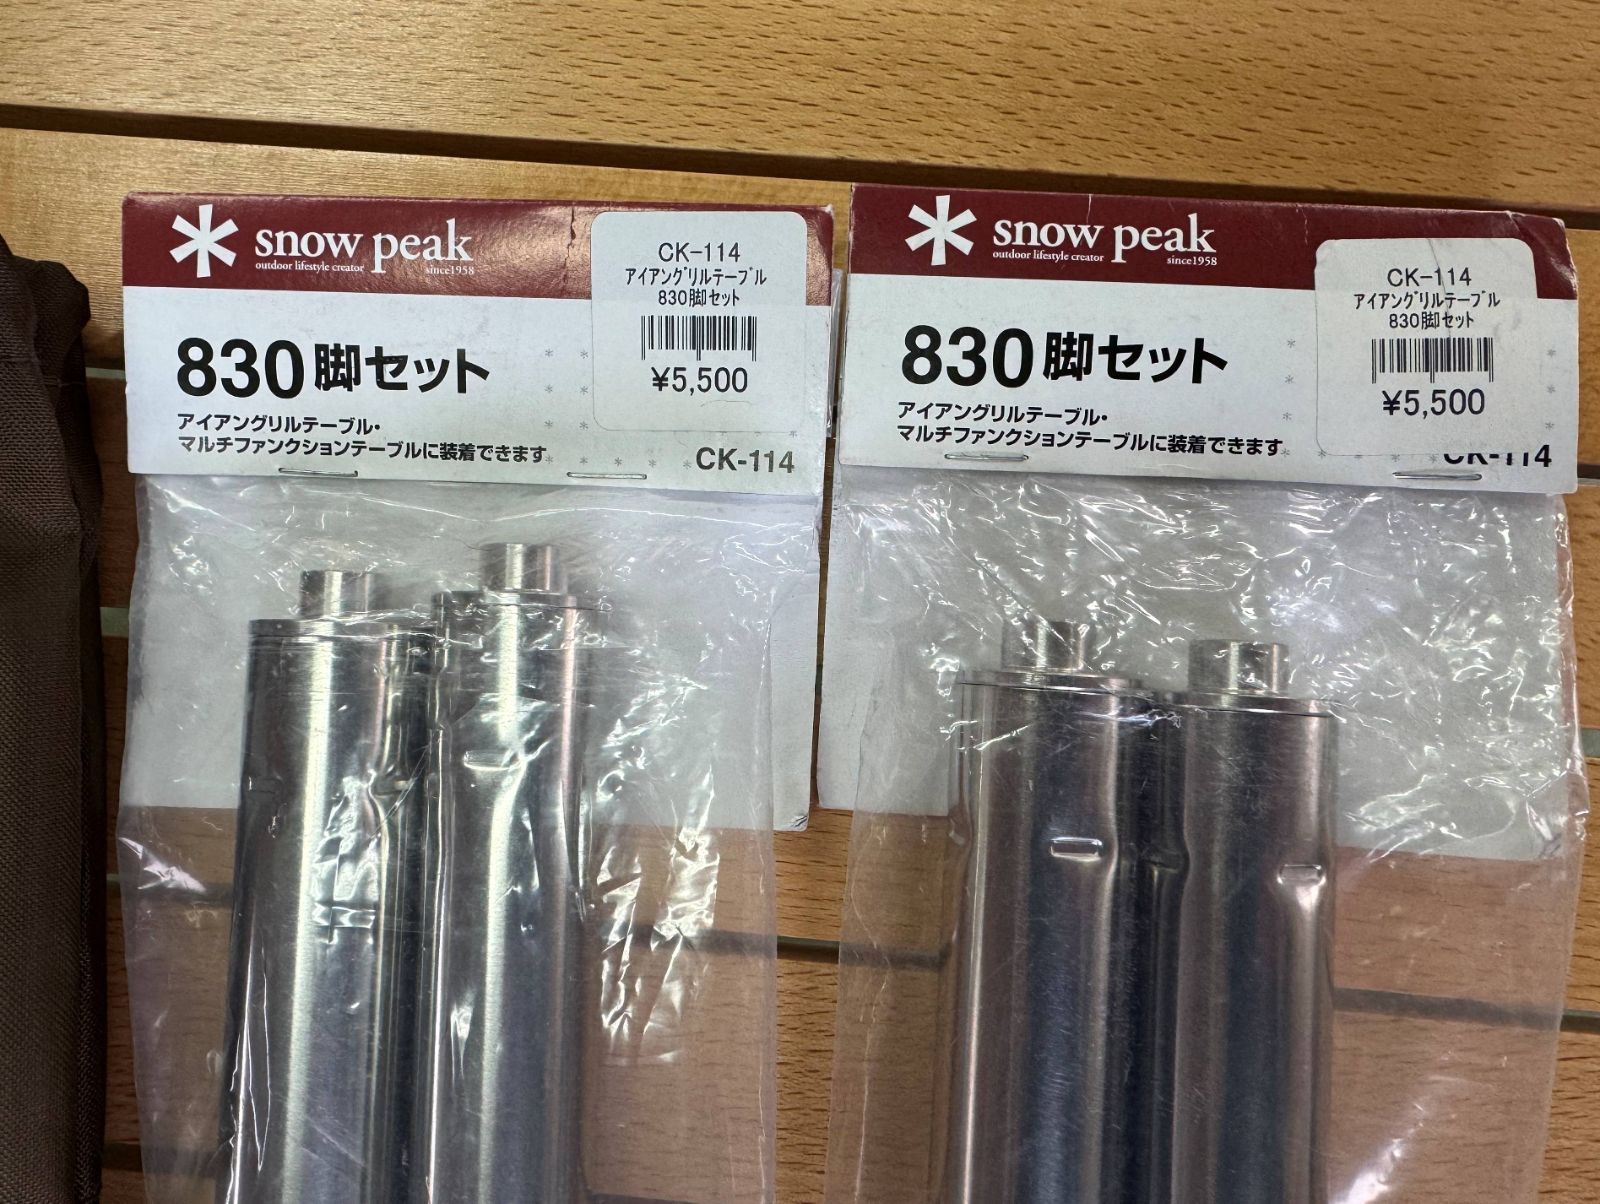 snow peak
outdoor lifestyle creator since1958
830 脚セット
アイアングリルテーブル・
マルチファンクションテーブルに装着できます
CK-114
CK-114
アイアングリルテーブル
830脚セット
¥5,500
snow peak
outdoor lifestyle creator since1958
830 脚セット
アイアングリルテーブル・
マルチファンクションテーブルに装着できます
CK-114
CK-114
アイアングリルテーブル
830脚セット
¥5,500